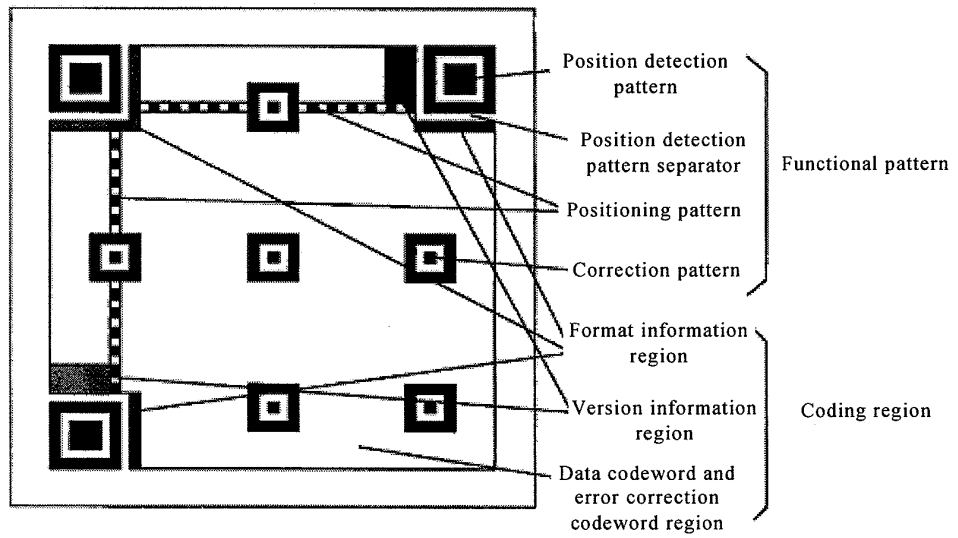 Position detection
pattern
Position detection
pattern separator
Functional pattern
Positioning pattern
Correction pattern
Format information
region
Version information
region
Coding region
Data codeword and
error correction
codeword region